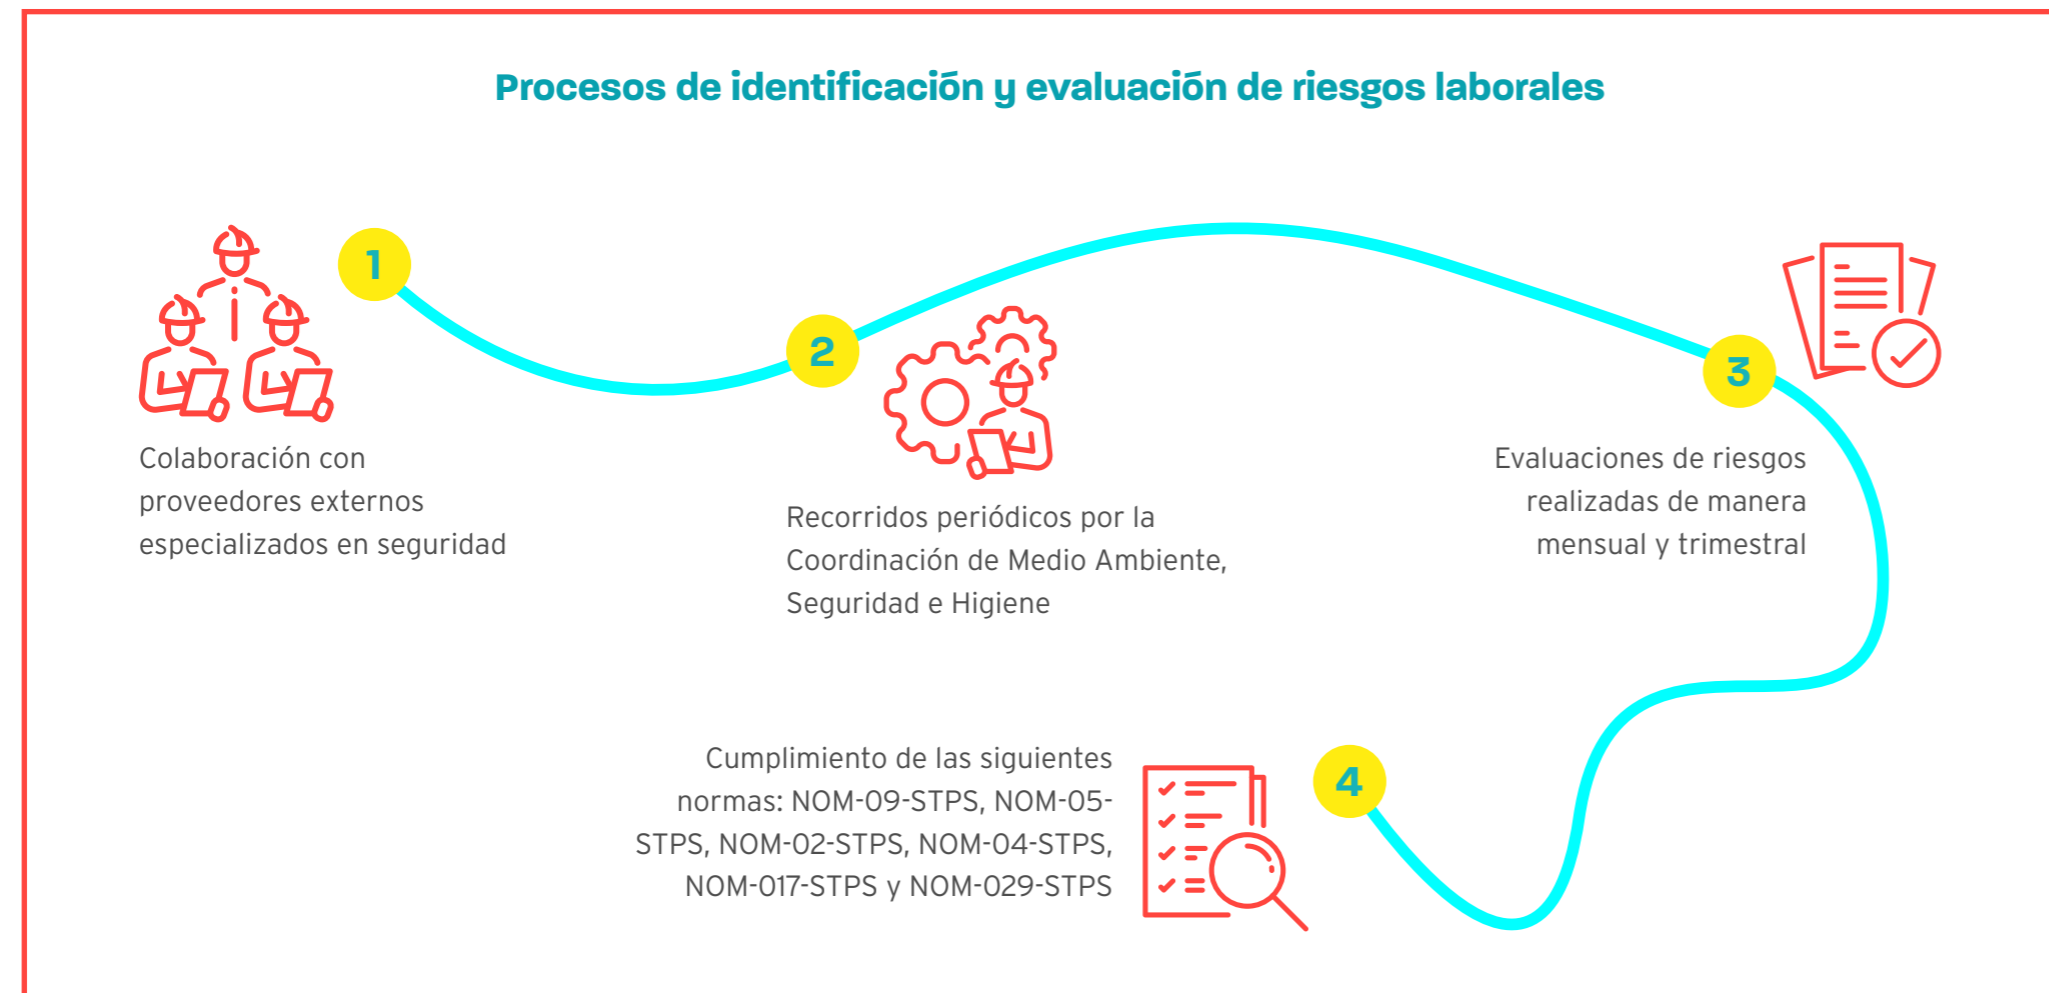 Procesos de identificación y evaluación de riesgos laborales
1
Colaboración con
proveedores externos
especializados en seguridad
2
Recorridos periódicos por la
Coordinación de Medio Ambiente,
Seguridad e Higiene
3
Evaluaciones de riesgos
realizadas de manera
mensual y trimestral
4
Cumplimiento de las siguientes
normas: NOM-09-STPS, NOM-05-
STPS, NOM-02-STPS, NOM-04-STPS,
NOM-017-STPS y NOM-029-STPS